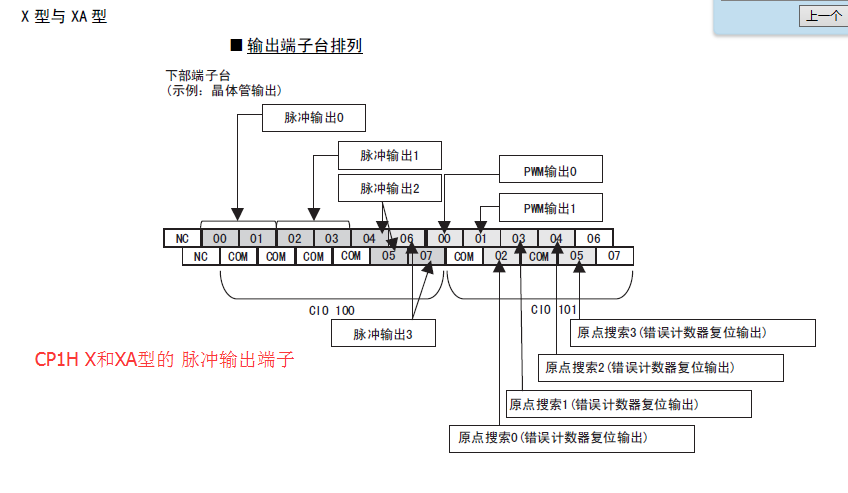 X 型与 XA 型
上一个
■ 输出端子台排列
下部端子台
(示例: 晶体管输出)
脉冲输出0
脉冲输出1
脉冲输出2
PWM输出0
PWM输出1
NC 00 01 02 03 04 06 00 01 03 04 06
NC COM COM COM COM 05 07 COM 02 COM 05 07
CIO 100
CIO 101
脉冲输出3
原点搜索3(错误计数器复位输出)
CP1H X和XA型的 脉冲输出端子
原点搜索2(错误计数器复位输出)
原点搜索1(错误计数器复位输出)
原点搜索0(错误计数器复位输出)